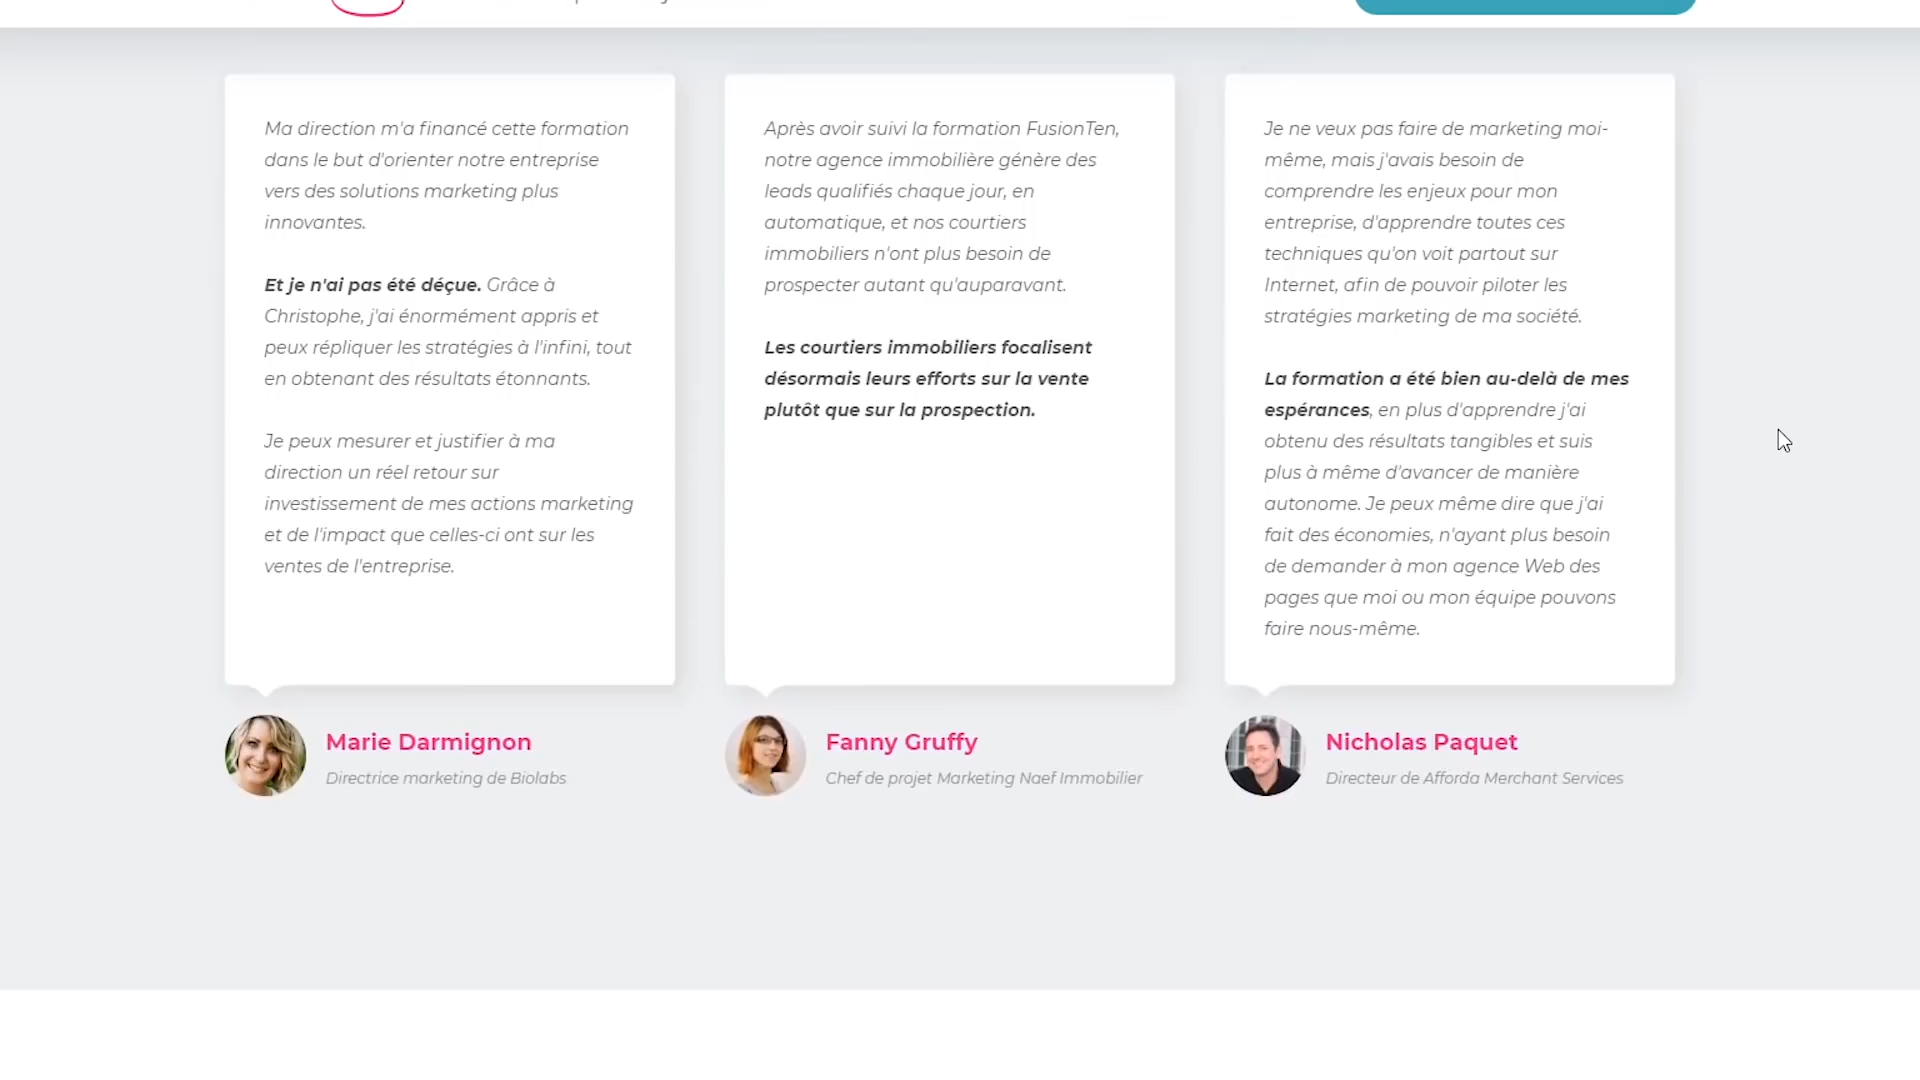 Ma direction m'a financé cette formation
dans le but d'orienter notre entreprise
vers des solutions marketing plus
innovantes.
Et je n'ai pas été déçue. Grâce à
Christophe, j'ai énormément appris et
peux répliquer les stratégies à l'infini, tout
en obtenant des résultats étonnants.
Je peux mesurer et justifier à ma
direction un réel retour sur
investissement de mes actions marketing
et de l'impact que celles-ci ont sur les
ventes de l'entreprise.
Marie Darmignon
Directrice marketing de Biolabs
Après avoir suivi la formation FusionTen,
notre agence immobilière génère des
leads qualifiés chaque jour, en
automatique, et nos courtiers
immobiliers n'ont plus besoin de
prospecter autant qu'auparavant.
Les courtiers immobiliers focalisent
désormais leurs efforts sur la vente
plutôt que sur la prospection.
Fanny Gruffy
Chef de projet Marketing Naef Immobilier
Je ne veux pas faire de marketing moi-
même, mais j'avais besoin de
comprendre les enjeux pour mon
entreprise, d'apprendre toutes ces
techniques qu'on voit partout sur
Internet, afin de pouvoir piloter les
stratégies marketing de ma société.
La formation a été bien au-delà de mes
espérances, en plus d'apprendre j'ai
obtenu des résultats tangibles et suis
plus à même d'avancer de manière
autonome. Je peux même dire que j'ai
fait des économies, n'ayant plus besoin
de demander à mon agence Web des
pages que moi ou mon équipe pouvons
faire nous-même.
Nicholas Paquet
Directeur de Afforda Merchant Services